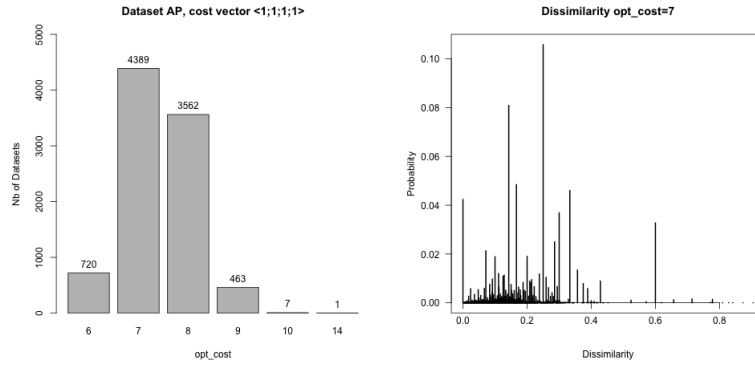 Dataset AP, cost vector <1;1;1;1>
Nb of Datasets
5000
4000
3000
2000
1000
0
720
4389
3562
463
7
1
6 7 8 9 10 14
opt_cost
Dissimilarity opt_cost=7
Probability
0.10
0.08
0.06
0.04
0.02
0.00
0.0 0.2 0.4 0.6 0.8
Dissimilarity